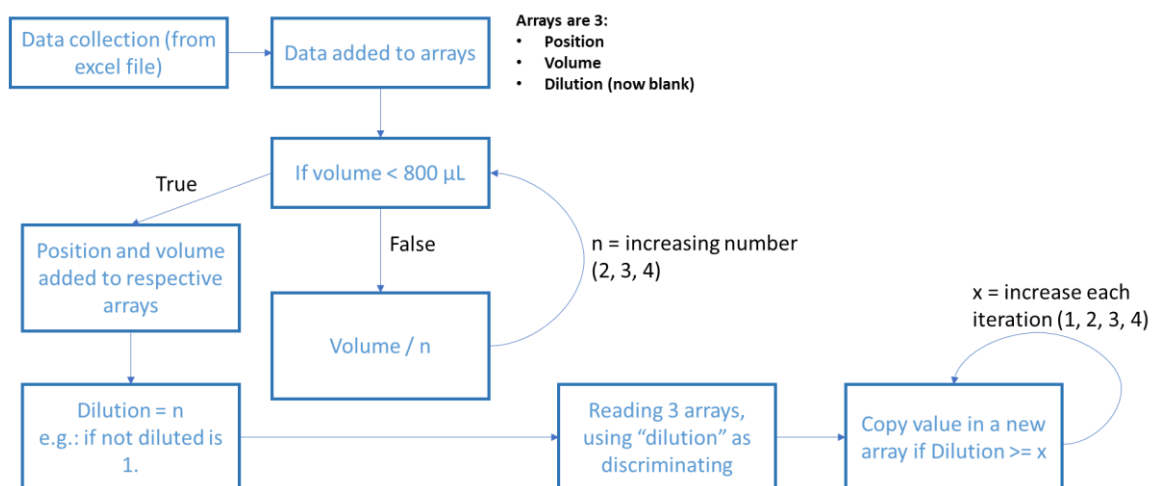 Data collection (from
excel file)
Data added to arrays
Arrays are 3:
• Position
• Volume
• Dilution (now blank)
If volume < 800 µL
True
False
Position and volume
added to respective
arrays
Volume / n
n = increasing number
(2, 3, 4)
x = increase each
iteration (1, 2, 3, 4)
Dilution = n
e.g.: if not diluted is
1.
Reading 3 arrays,
using “dilution” as
discriminating
Copy value in a new
array if Dilution >= x